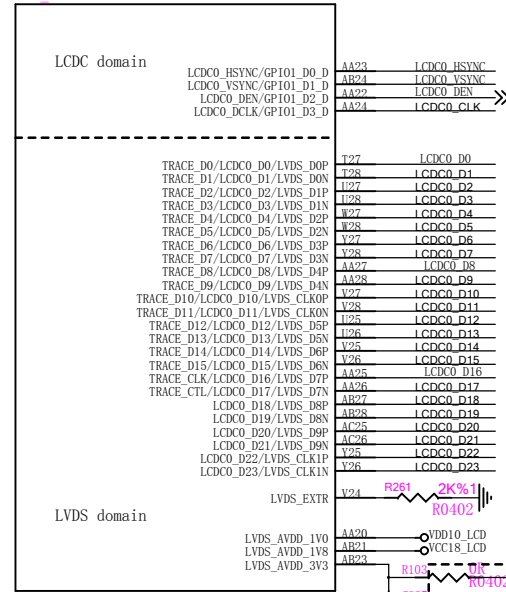 LCDC domain
LCDC0_HSYNC/GPIO1_D0_D AA23 LCDC0_HSYNC
LCDC0_VSYNC/GPIO1_D1_D AB24 LCDC0_VSYNC
LCDC0_DEN/GPIO1_D2_D AA22 LCDC0_DEN
LCDC0_DCLK/GPIO1_D3_D AA24 LCDC0_CLK
TRACE_D0/LCDC0_D0/LVDS_D0P T27 LCDC0_D0
TRACE_D1/LCDC0_D1/LVDS_D0N T28 LCDC0_D1
TRACE_D2/LCDC0_D2/LVDS_D1P U27 LCDC0_D2
TRACE_D3/LCDC0_D3/LVDS_D1N U28 LCDC0_D3
TRACE_D4/LCDC0_D4/LVDS_D2P W27 LCDC0_D4
TRACE_D5/LCDC0_D5/LVDS_D2N W28 LCDC0_D5
TRACE_D6/LCDC0_D6/LVDS_D3P Y27 LCDC0_D6
TRACE_D7/LCDC0_D7/LVDS_D3N Y28 LCDC0_D7
TRACE_D8/LCDC0_D8/LVDS_D4P AA27 LCDC0_D8
TRACE_D9/LCDC0_D9/LVDS_D4N AA28 LCDC0_D9
TRACE_D10/LCDC0_D10/LVDS_CLK0P V27 LCDC0_D10
TRACE_D11/LCDC0_D11/LVDS_CLK0N V28 LCDC0_D11
TRACE_D12/LCDC0_D12/LVDS_D5P U25 LCDC0_D12
TRACE_D13/LCDC0_D13/LVDS_D5N U26 LCDC0_D13
TRACE_D14/LCDC0_D14/LVDS_D6P V25 LCDC0_D14
TRACE_D15/LCDC0_D15/LVDS_D6N V26 LCDC0_D15
TRACE_CLK/LCDC0_D16/LVDS_D7P AA25 LCDC0_D16
TRACE_CTL/LCDC0_D17/LVDS_D7N AA26 LCDC0_D17
LCDC0_D18/LVDS_D8P AB27 LCDC0_D18
LCDC0_D19/LVDS_D8N AB28 LCDC0_D19
LCDC0_D20/LVDS_D9P AC25 LCDC0_D20
LCDC0_D21/LVDS_D9N AC26 LCDC0_D21
LCDC0_D22/LVDS_CLK1P Y25 LCDC0_D22
LCDC0_D23/LVDS_CLK1N Y26 LCDC0_D23
LVDS_EXTR V24 R261 2K%1
R0402
LVDS domain
LVDS_AVDD_1V0 AA20 VDD10_LCD
LVDS_AVDD_1V8 AB21 VCC18_LCD
LVDS_AVDD_3V3 AB23
R103 0R
R0402